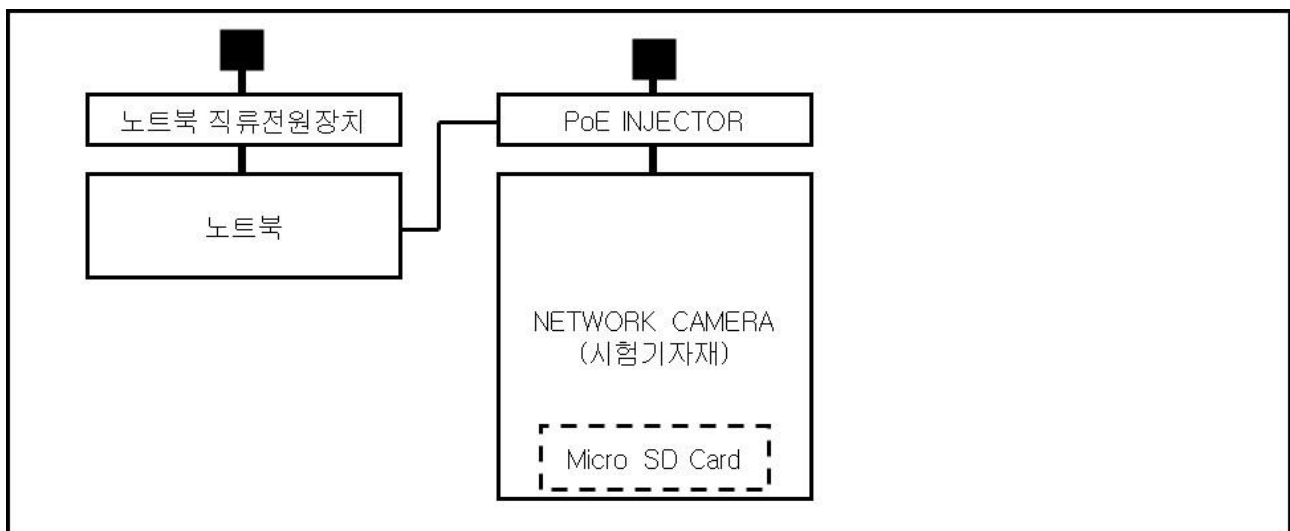 노트북 직류전원장치
PoE INJECTOR
노트북
NETWORK CAMERA
(시험기자재)
Micro SD Card